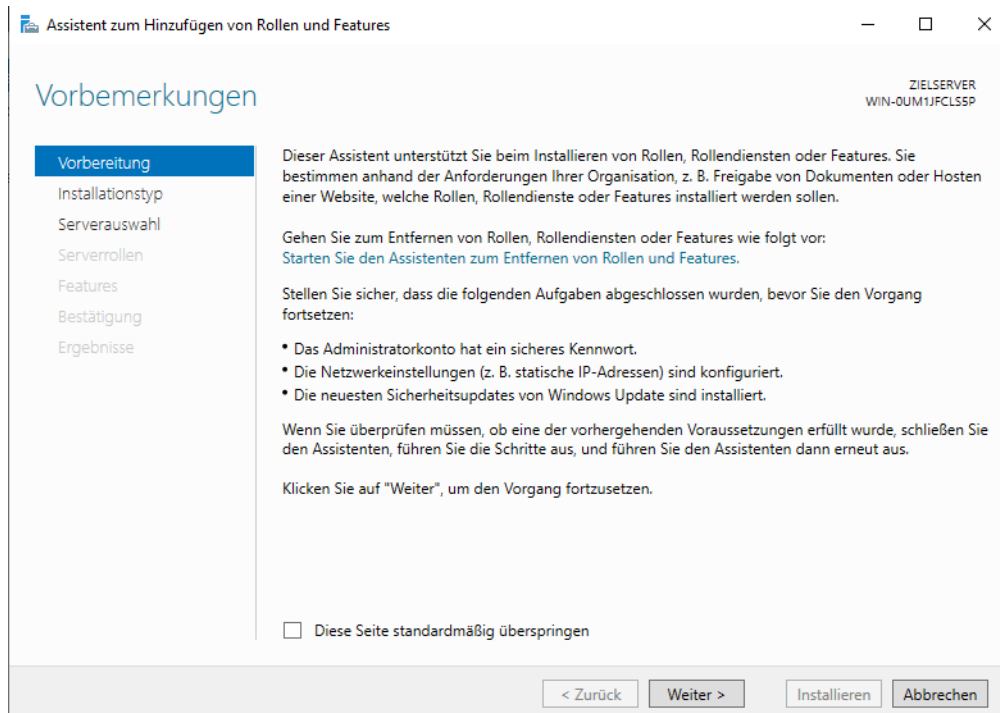 Assistent zum Hinzufügen von Rollen und Features
Vorbemerkungen
ZIELSERVER
WIN-0UM1JFCLS5P
Vorbereitung
Installationstyp
Serverauswahl
Serverrollen
Features
Bestätigung
Ergebnisse
Dieser Assistent unterstützt Sie beim Installieren von Rollen, Rollendiensten oder Features. Sie
bestimmen anhand der Anforderungen Ihrer Organisation, z. B. Freigabe von Dokumenten oder Hosten
einer Website, welche Rollen, Rollendienste oder Features installiert werden sollen.
Gehen Sie zum Entfernen von Rollen, Rollendiensten oder Features wie folgt vor:
Starten Sie den Assistenten zum Entfernen von Rollen und Features.
Stellen Sie sicher, dass die folgenden Aufgaben abgeschlossen wurden, bevor Sie den Vorgang
fortsetzen:
• Das Administratorkonto hat ein sicheres Kennwort.
• Die Netzwerkeinstellungen (z. B. statische IP-Adressen) sind konfiguriert.
• Die neuesten Sicherheitsupdates von Windows Update sind installiert.
Wenn Sie überprüfen müssen, ob eine der vorhergehenden Voraussetzungen erfüllt wurde, schließen Sie
den Assistenten, führen Sie die Schritte aus, und führen Sie den Assistenten dann erneut aus.
Klicken Sie auf "Weiter", um den Vorgang fortzusetzen.
Diese Seite standardmäßig überspringen
< Zurück
Weiter >
Installieren
Abbrechen